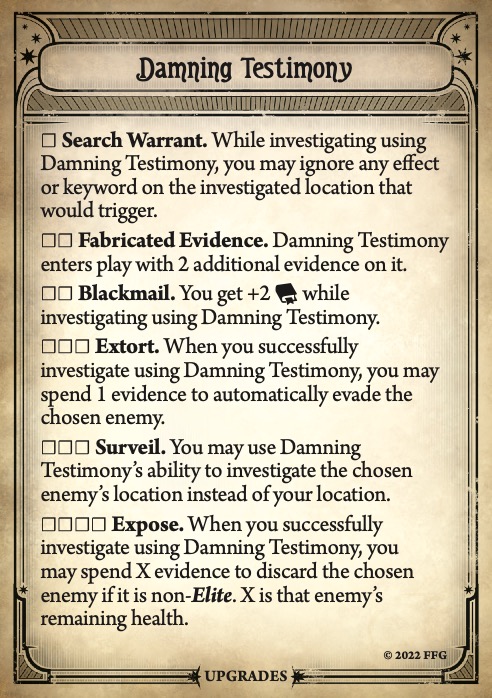 Damning Testimony
☐ Search Warrant. While investigating using
Damning Testimony, you may ignore any effect
or keyword on the investigated location that
would trigger.
☐☐ Fabricated Evidence. Damning Testimony
enters play with 2 additional evidence on it.
☐☐ Blackmail. You get +2 while
investigating using Damning Testimony.
☐☐☐ Extort. When you successfully
investigate using Damning Testimony, you may
spend 1 evidence to automatically evade the
chosen enemy.
☐☐☐ Surveil. You may use Damning
Testimony’s ability to investigate the chosen
enemy’s location instead of your location.
☐☐☐☐ Expose. When you successfully
investigate using Damning Testimony, you
may spend X evidence to discard the chosen
enemy if it is non-Elite. X is that enemy’s
remaining health.
© 2022 FFG
UPGRADES